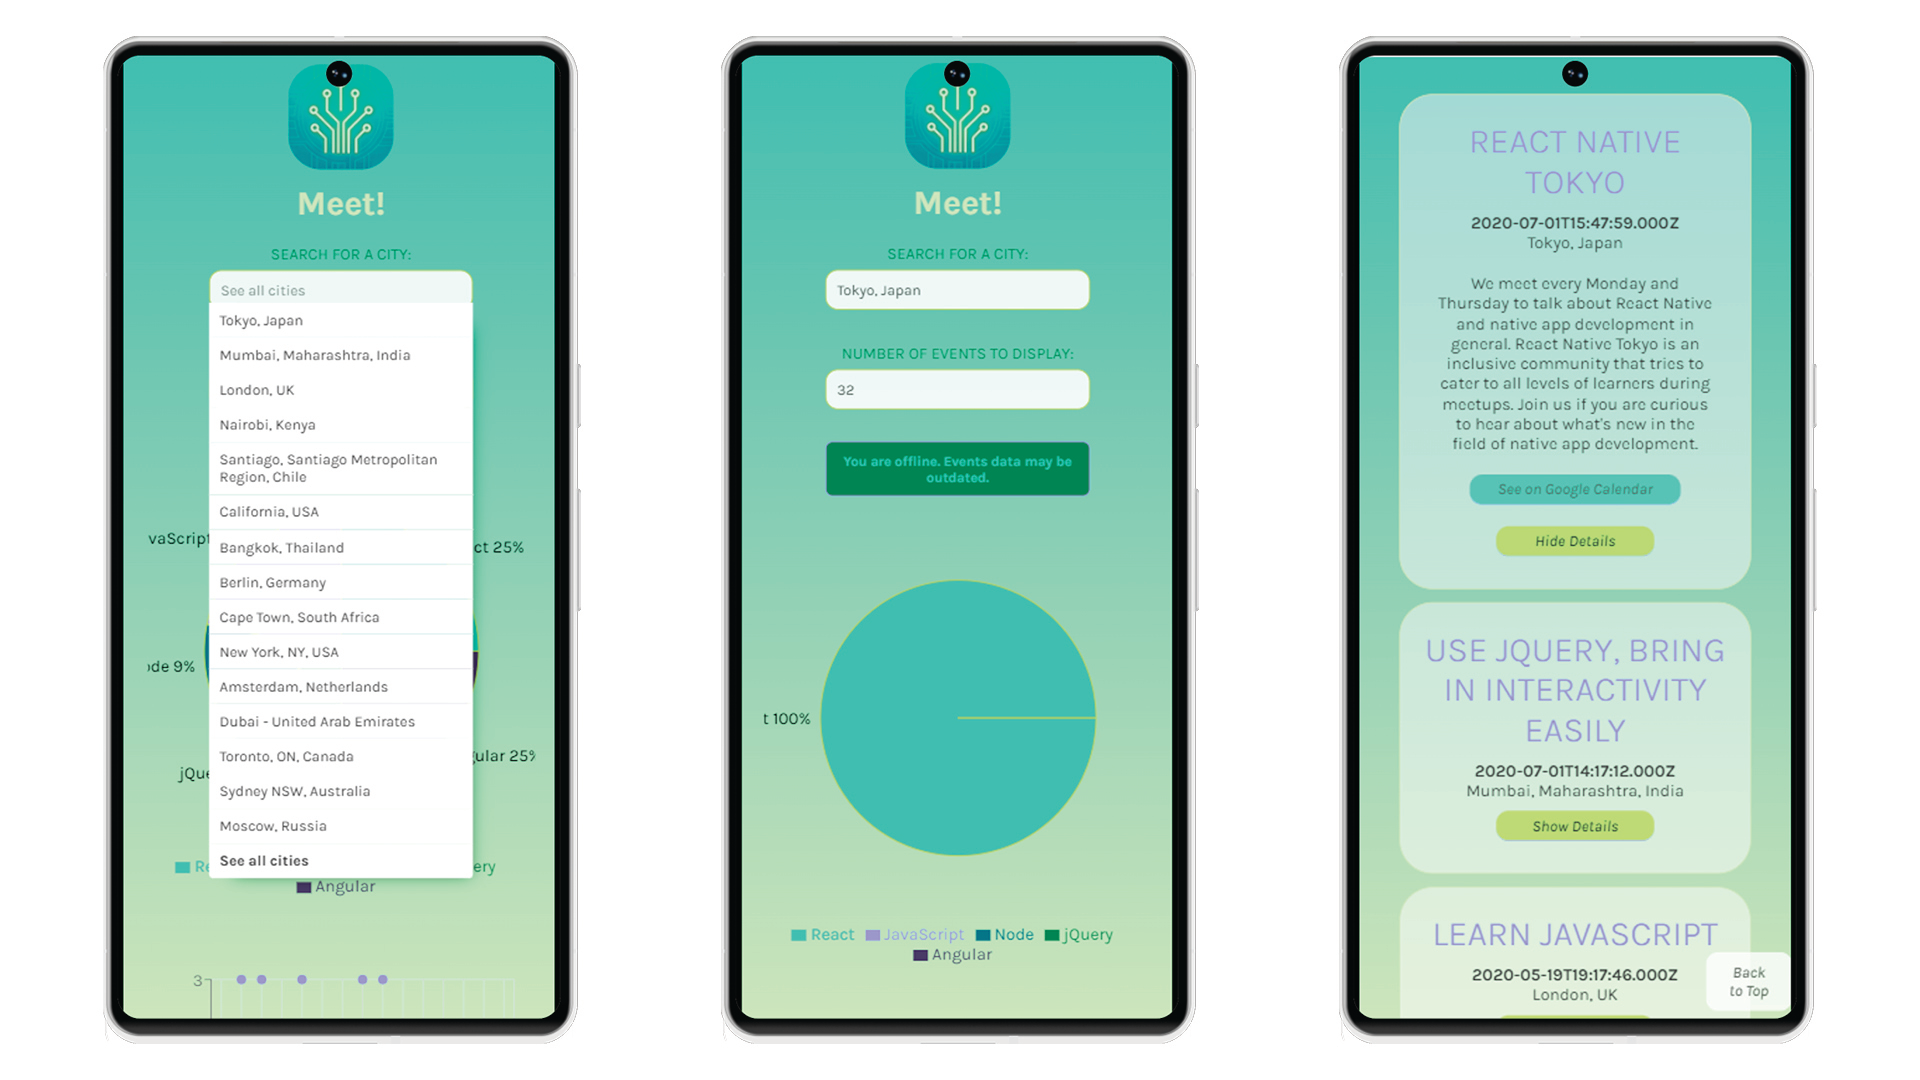 Meet!
SEARCH FOR A CITY:
See all cities
Tokyo, Japan
Mumbai, Maharashtra, India
London, UK
Nairobi, Kenya
Santiago, Santiago Metropolitan
Region, Chile
California, USA
Bangkok, Thailand
Berlin, Germany
Cape Town, South Africa
New York, NY, USA
Amsterdam, Netherlands
Dubai - United Arab Emirates
Toronto, ON, Canada
Sydney NSW, Australia
Moscow, Russia
See all cities
vaScript
ct 25%
de 9%
gular 25%
jQue
Re
ery
Angular
3
Meet!
SEARCH FOR A CITY:
Tokyo, Japan
NUMBER OF EVENTS TO DISPLAY:
32
You are offline. Events data may be
outdated.
t 100%
React JavaScript Node jQuery
Angular
REACT NATIVE
TOKYO
2020-07-01T15:47:59.000Z
Tokyo, Japan
We meet every Monday and
Thursday to talk about React Native
and native app development in
general. React Native Tokyo is an
inclusive community that tries to
cater to all levels of learners during
meetups. Join us if you are curious
to hear about what's new in the
field of native app development.
See on Google Calendar
Hide Details
USE JQUERY, BRING
IN INTERACTIVITY
EASILY
2020-07-01T14:17:12.000Z
Mumbai, Maharashtra, India
Show Details
LEARN JAVASCRIPT
2020-05-19T19:17:46.000Z
London, UK
Back
to Top